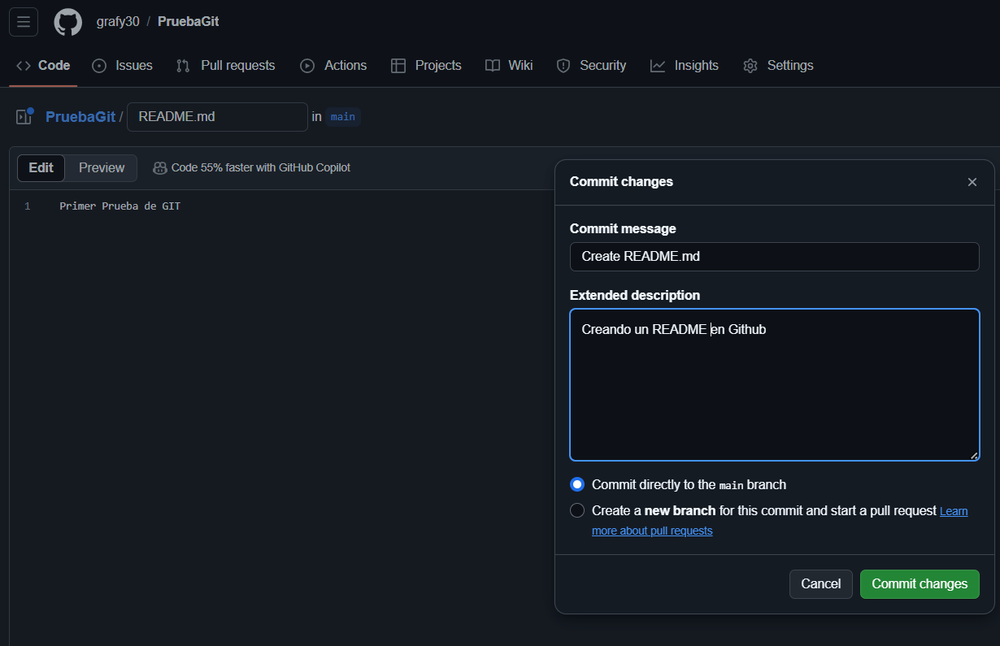 grafy30 / PruebaGit
Code Issues Pull requests Actions Projects Wiki Security Insights Settings
PruebaGit / README.md in main
Edit Preview Code 55% faster with GitHub Copilot
1 Primer Prueba de GIT
Commit changes
Commit message
Create README.md
Extended description
Creando un README en Github
Commit directly to the main branch
Create a new branch for this commit and start a pull request Learn
more about pull requests
Cancel Commit changes